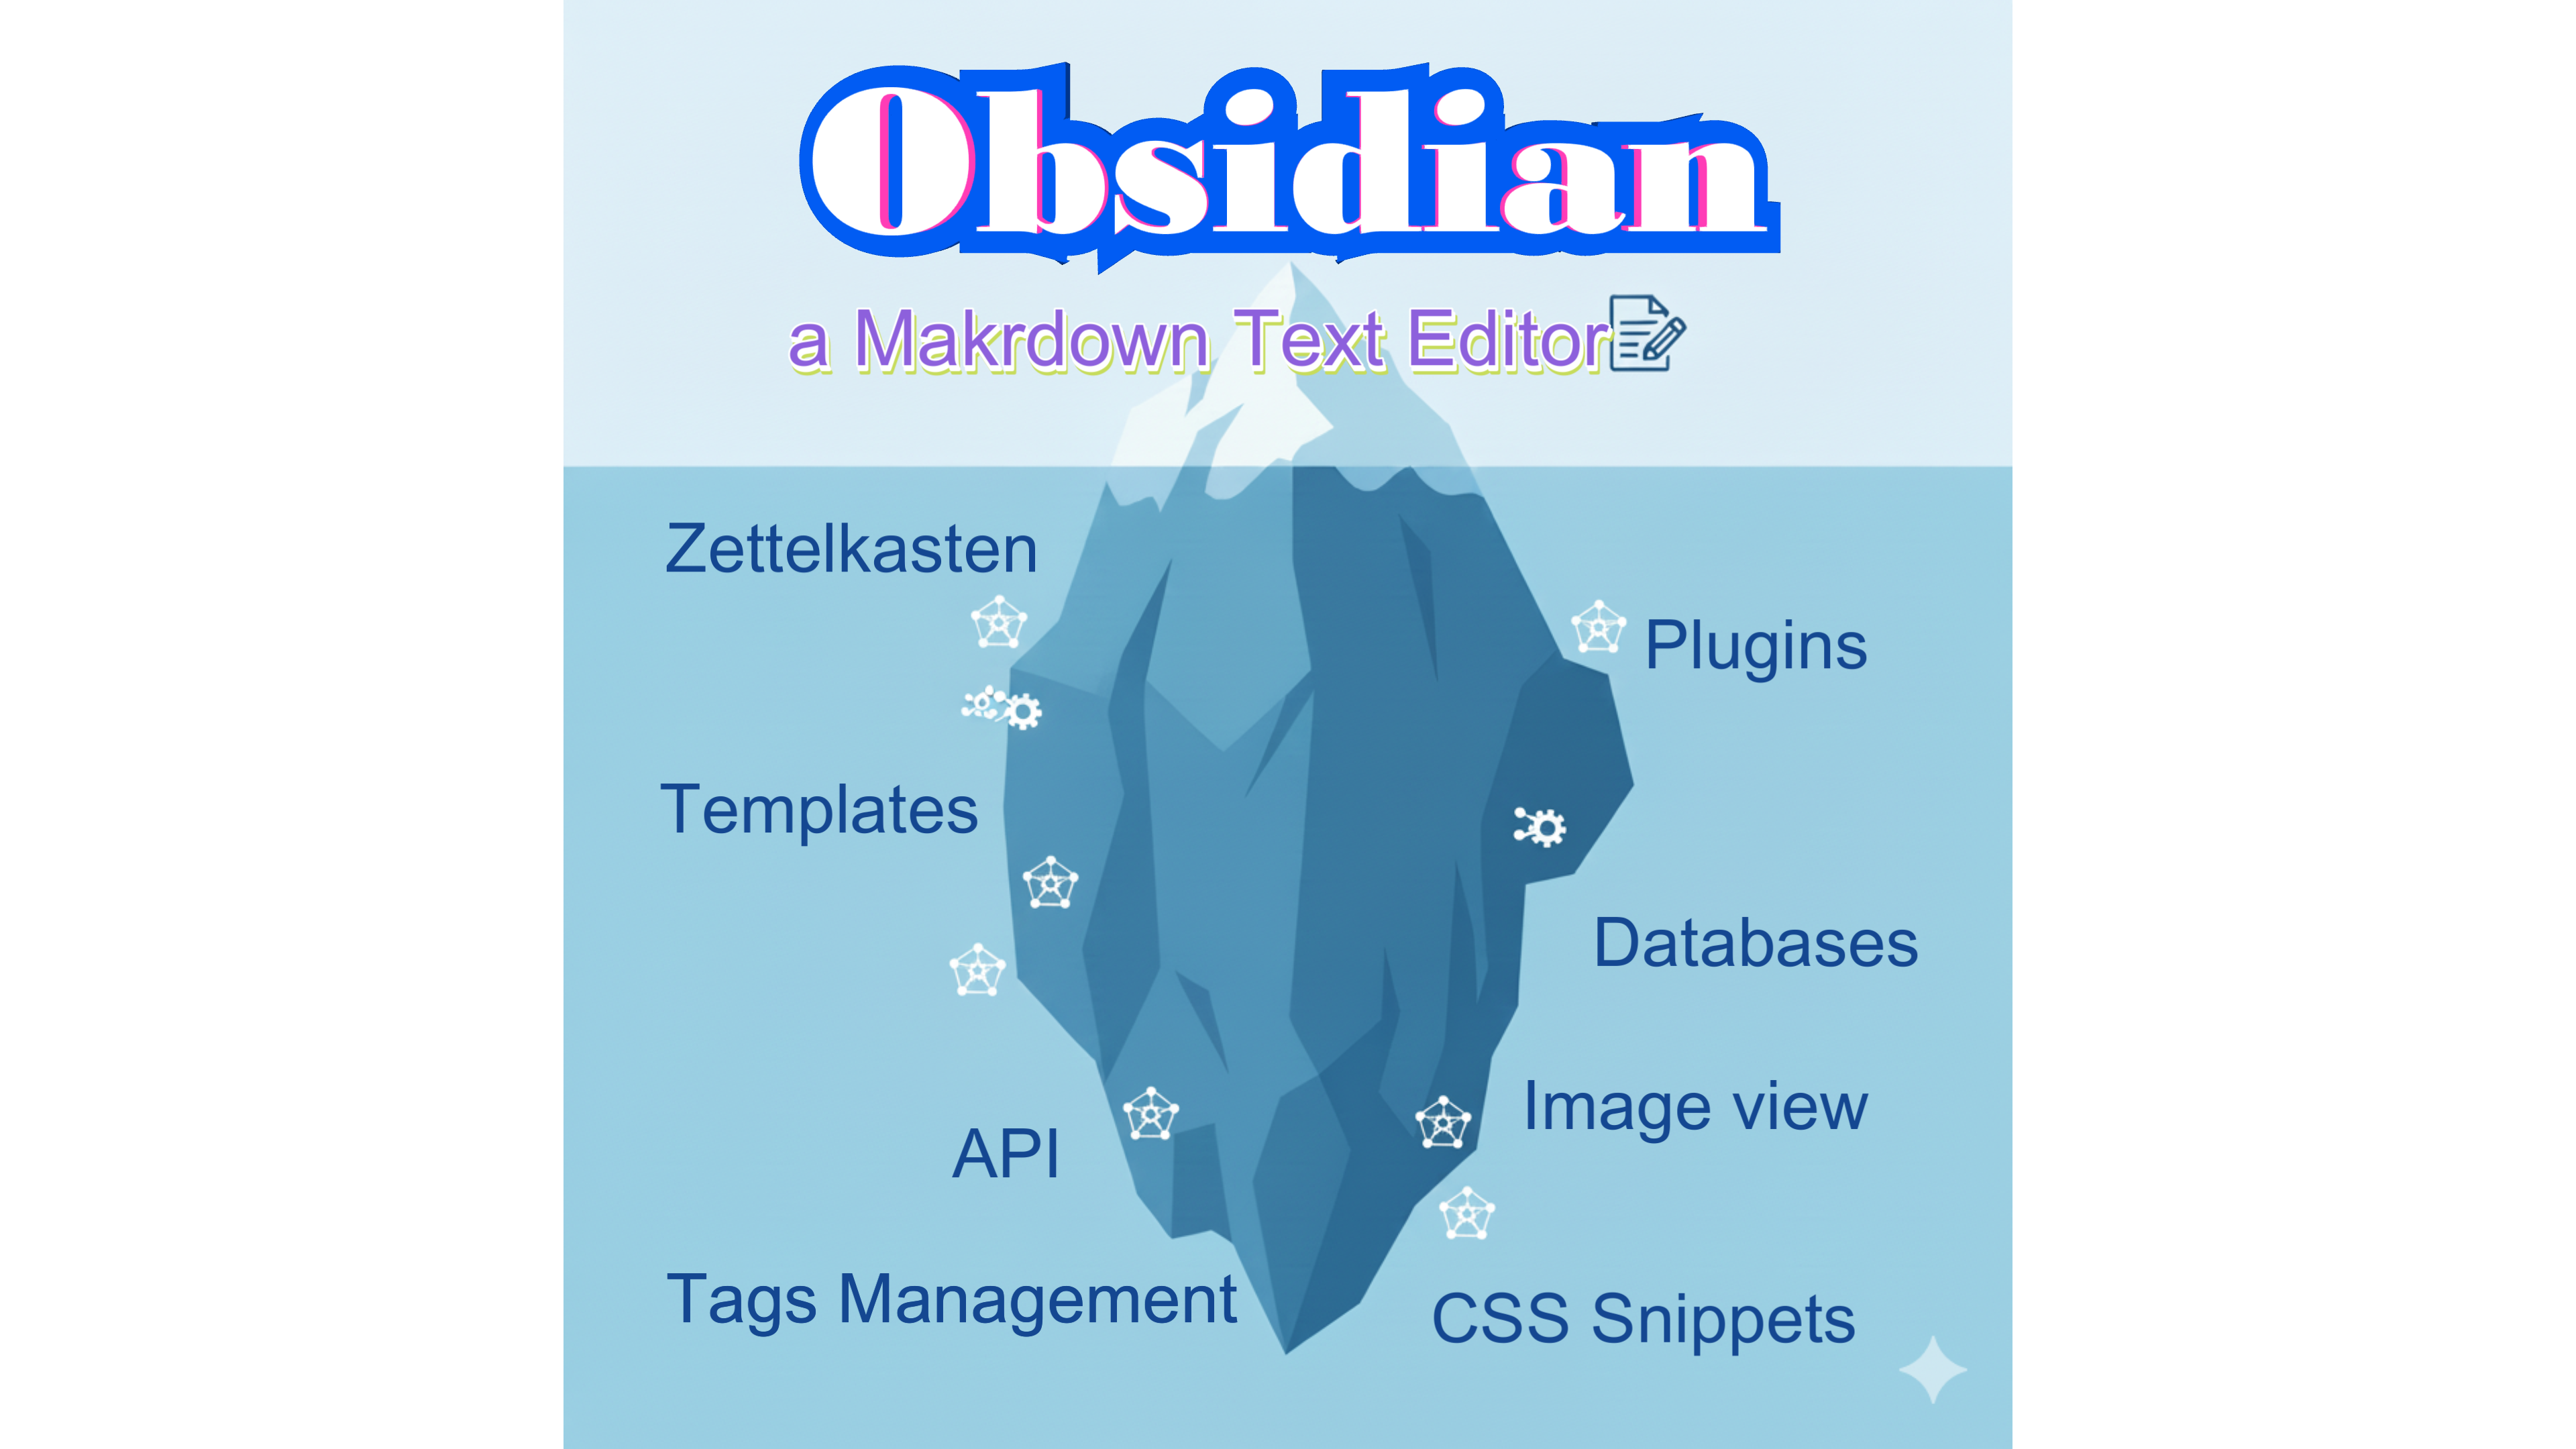 Obsidian
a Makrdown Text Editor
Zettelkasten
Plugins
Templates
Databases
Image view
API
Tags Management
CSS Snippets